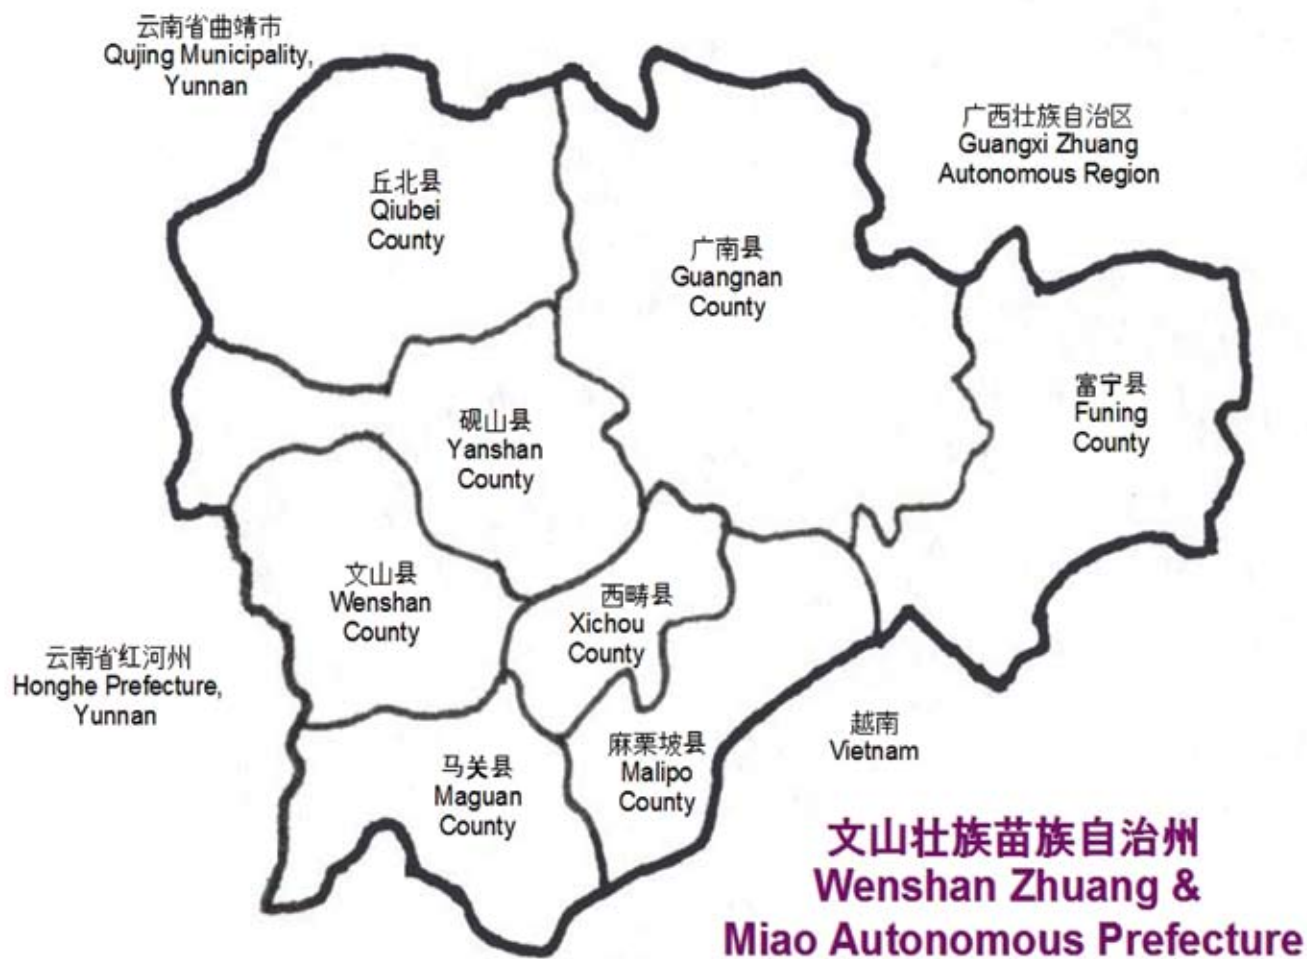 云南省曲靖市
Qujing Municipality,
Yunnan
广西壮族自治区
Guangxi Zhuang
Autonomous Region
丘北县
Qiubei
County
广南县
Guangnan
County
富宁县
Funing
County
砚山县
Yanshan
County
文山县
Wenshan
County
西畴县
Xichou
County
云南省红河州
Honghe Prefecture,
Yunnan
越南
Vietnam
麻栗坡县
Malipo
County
马关县
Maguan
County
文山壮族苗族自治州
Wenshan Zhuang &
Miao Autonomous Prefecture